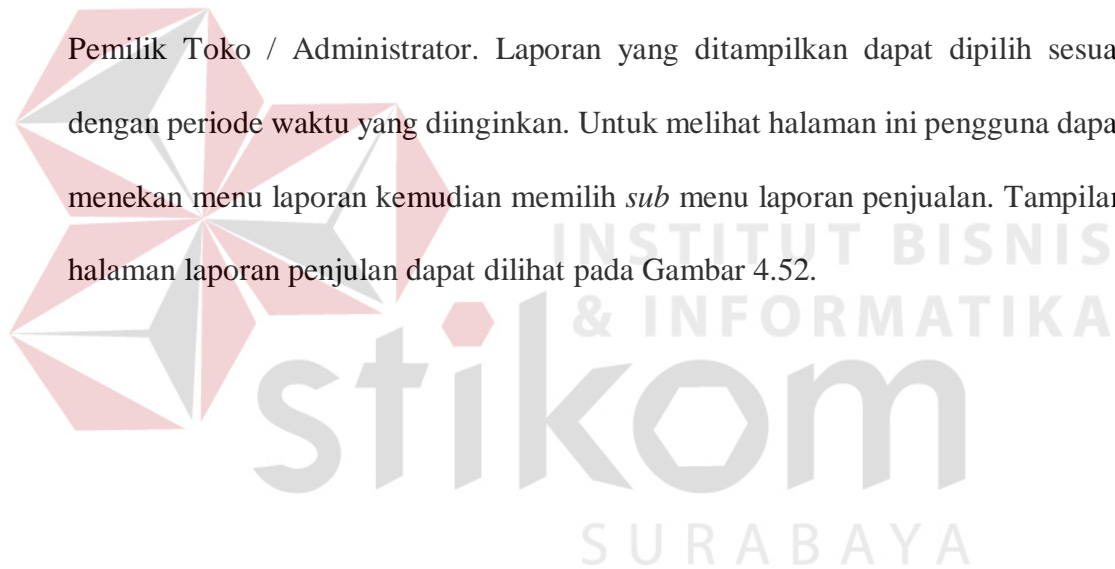 Pemilik Toko / Administrator. Laporan yang ditampilkan dapat dipilih sesua
dengan periode waktu yang diinginkan. Untuk melihat halaman ini pengguna dapa
menekan menu laporan kemudian memilih sub menu laporan penjualan. Tampilan
halaman laporan penjulan dapat dilihat pada Gambar 4.52.
INSTITUT BISNIS
& INFORMATIKA
stikom
SURABAYA